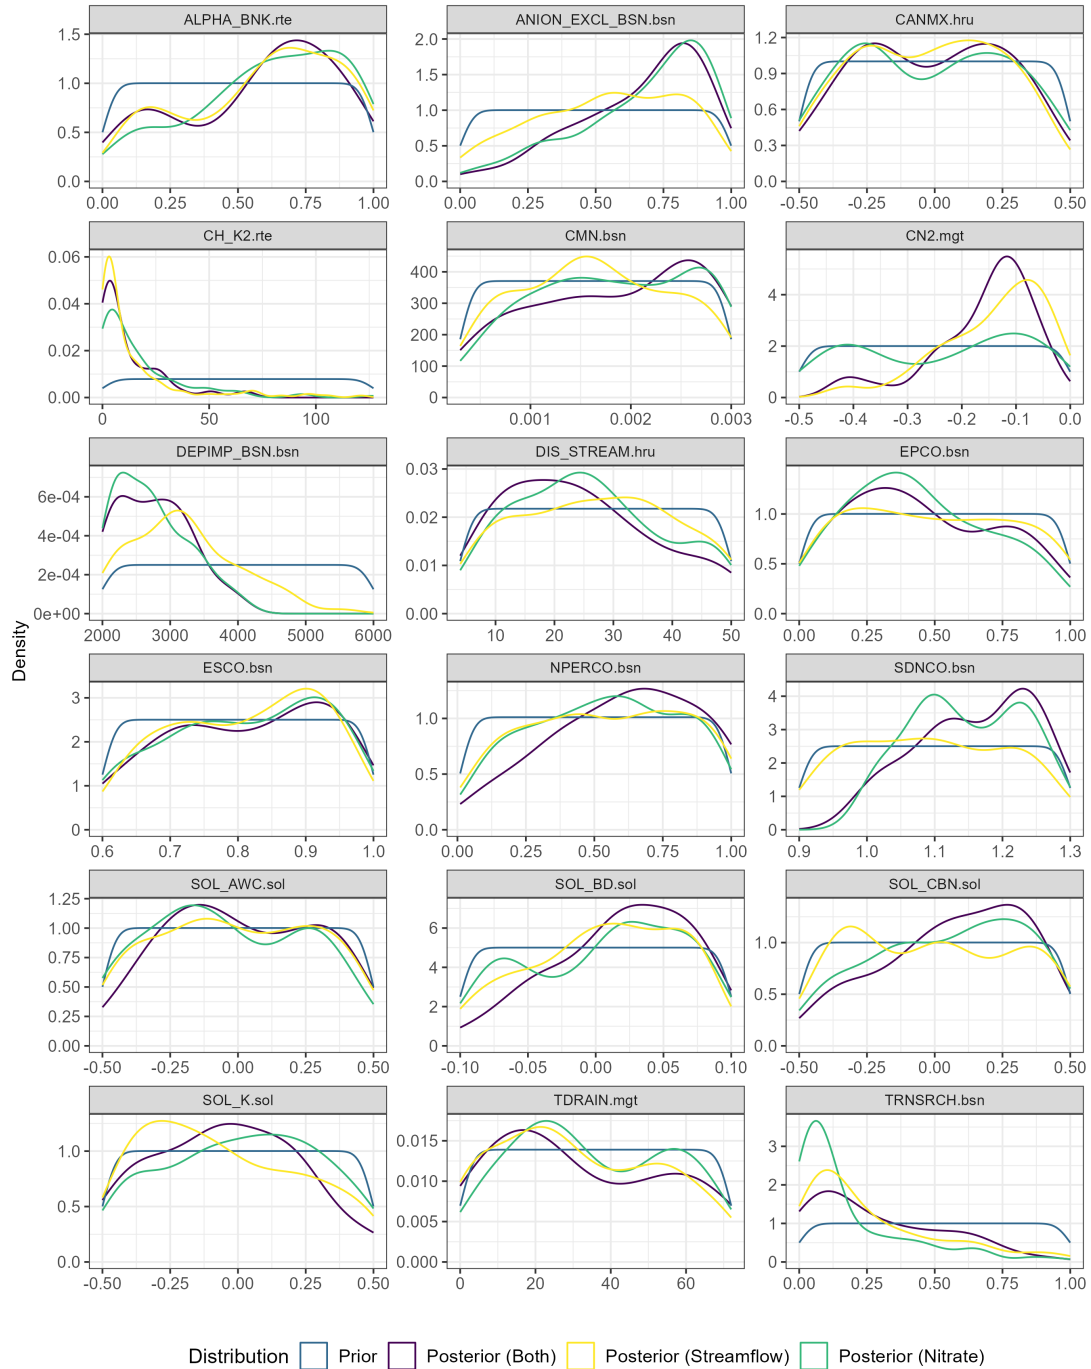 ALPHA_BNK.rte
ANION_EXCL_BSN.bsn
CANMX.hru
1.5
1.0
0.5
0.0
0.00 0.25 0.50 0.75 1.00
2.0
1.5
1.0
0.5
0.0
0.00 0.25 0.50 0.75 1.00
1.2
0.9
0.6
0.3
0.0
-0.50 -0.25 0.00 0.25 0.50
CH_K2.rte
CMN.bsn
CN2.mgt
0.06
0.04
0.02
0.00
0 50 100
400
300
200
100
0
0.001 0.002 0.003
4
2
0
-0.5 -0.4 -0.3 -0.2 -0.1 0.0
DEPIMP_BSN.bsn
DIS_STREAM.hru
EPCO.bsn
6e-04
4e-04
2e-04
0e+00
2000 3000 4000 5000 6000
0.03
0.02
0.01
0.00
10 20 30 40 50
1.0
0.5
0.0
0.00 0.25 0.50 0.75 1.00
Density
ESCO.bsn
NPERCO.bsn
SDNCO.bsn
3
2
1
0
0.6 0.7 0.8 0.9 1.0
1.0
0.5
0.0
0.00 0.25 0.50 0.75 1.00
4
3
2
1
0
0.9 1.0 1.1 1.2 1.3
SOL_AWC.sol
SOL_BD.sol
SOL_CBN.sol
1.25
1.00
0.75
0.50
0.25
0.00
-0.50 -0.25 0.00 0.25 0.50
6
4
2
0
-0.10 -0.05 0.00 0.05 0.10
1.0
0.5
0.0
-0.50 -0.25 0.00 0.25 0.50
SOL_K.sol
TDRAIN.mgt
TRNSRCH.bsn
1.0
0.5
0.0
-0.50 -0.25 0.00 0.25 0.50
0.015
0.010
0.005
0.000
0 20 40 60
3
2
1
0
0.00 0.25 0.50 0.75 1.00
Distribution Prior Posterior (Both) Posterior (Streamflow) Posterior (Nitrate)